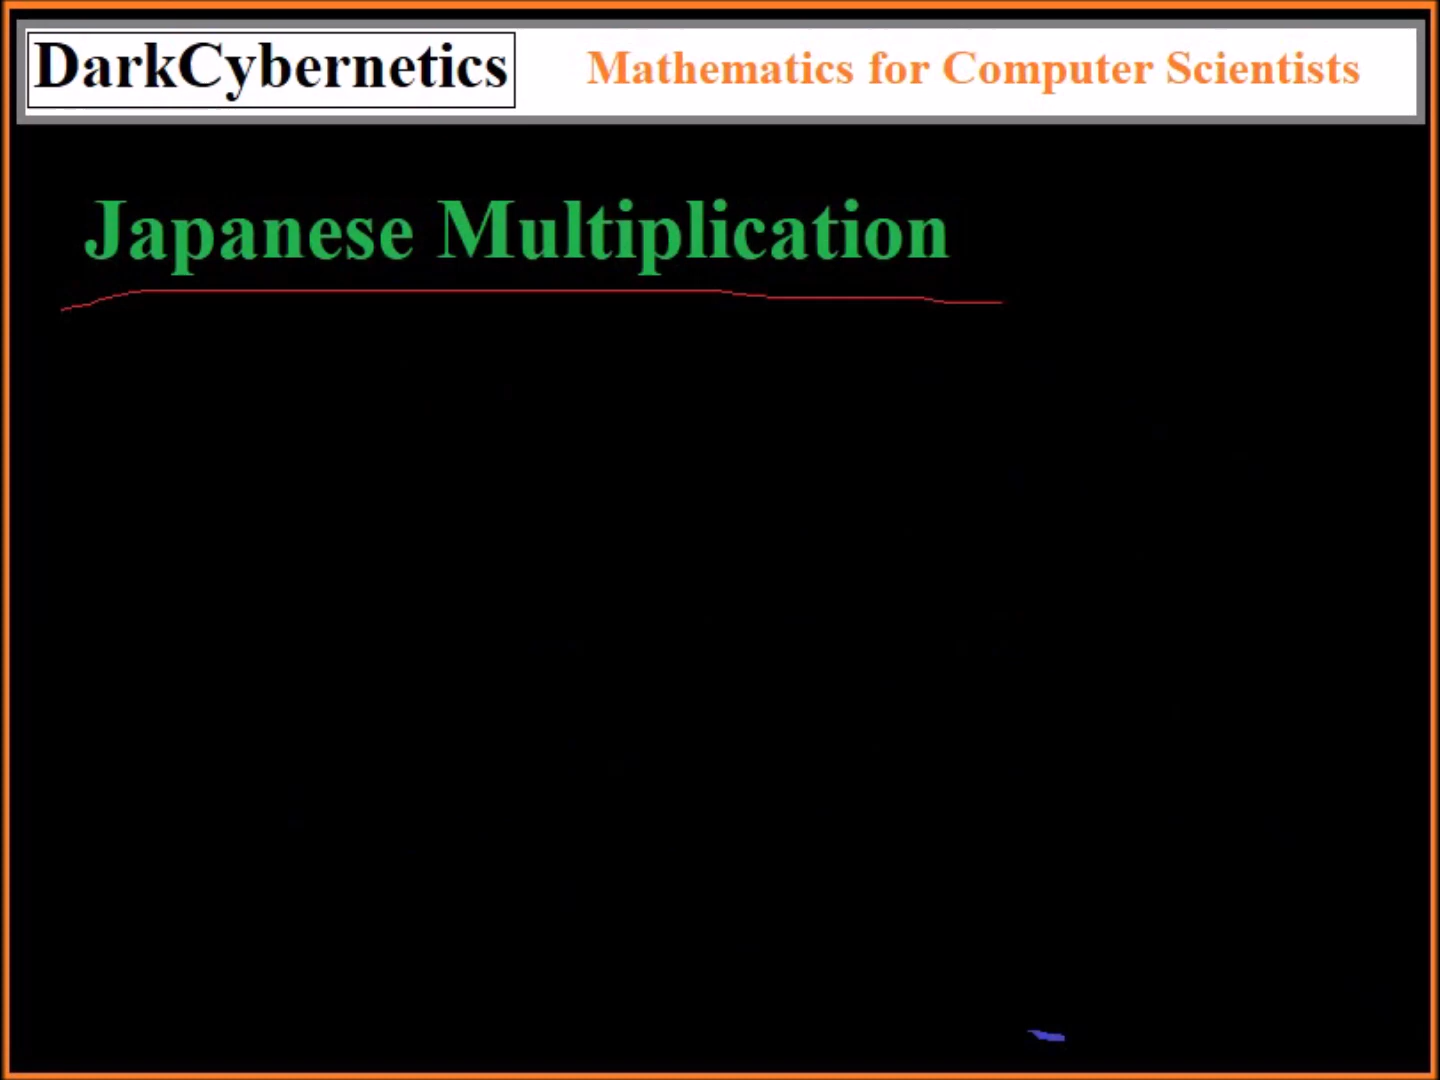 DarkCybernetics
Mathematics for Computer Scientists
Japanese Multiplication